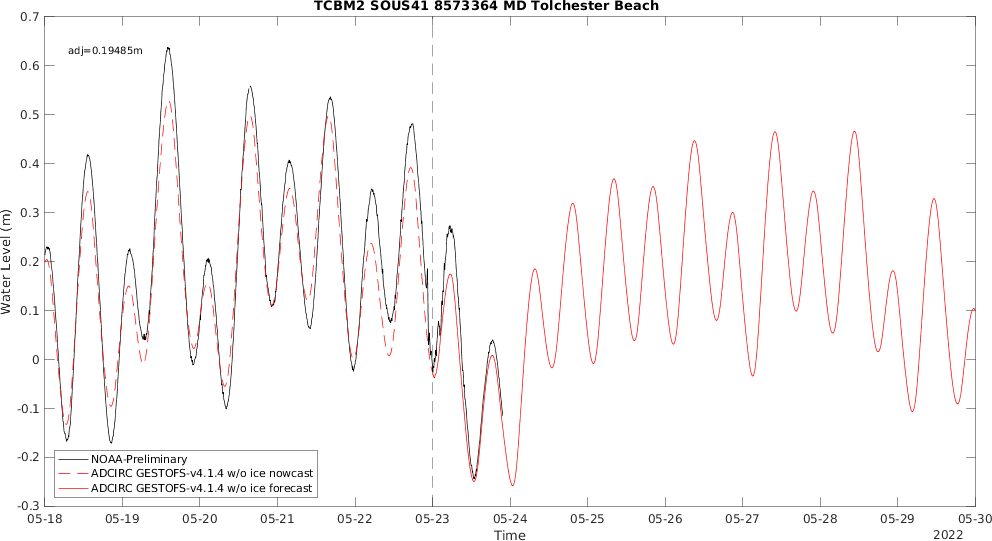 TCBM2 SOUS41 8573364 MD Tolchester Beach
adj=0.19485m
0.7
0.6
0.5
0.4
0.3
0.2
0.1
0
-0.1
-0.2
-0.3
Water Level (m)
NOAA-Preliminary
ADCIRC GESTOFS-v4.1.4 w/o ice nowcast
ADCIRC GESTOFS-v4.1.4 w/o ice forecast
05-18 05-19 05-20 05-21 05-22 05-23 05-24 05-25 05-26 05-27 05-28 05-29 05-30
Time
2022